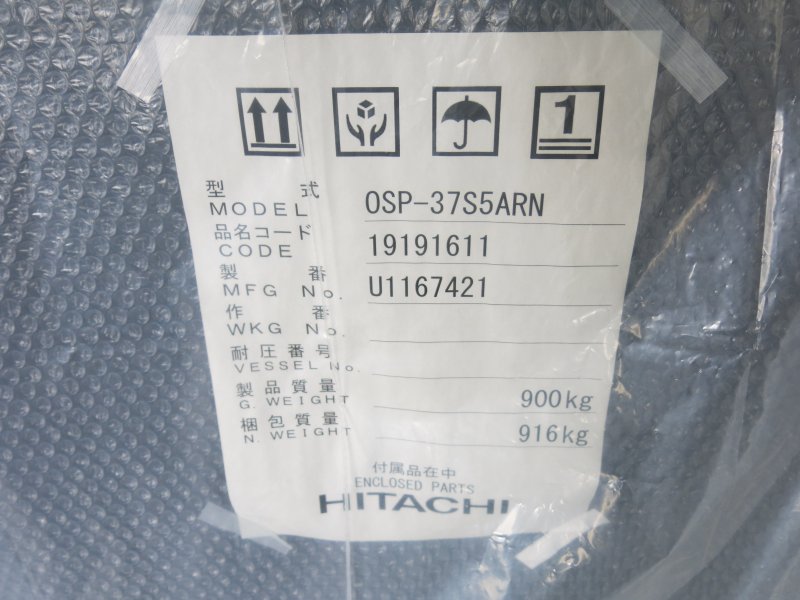 1
型式 OSP-37S5ARN
MODEL
品名コード 19191611
CODE
製番 U1167421
MFG No.
作番
WKG No.
耐圧番号
VESSEL No.
製品質量 900kg
G. WEIGHT
梱包質量 916kg
N. WEIGHT
付属品在中
ENCLOSED PARTS
HITACHI